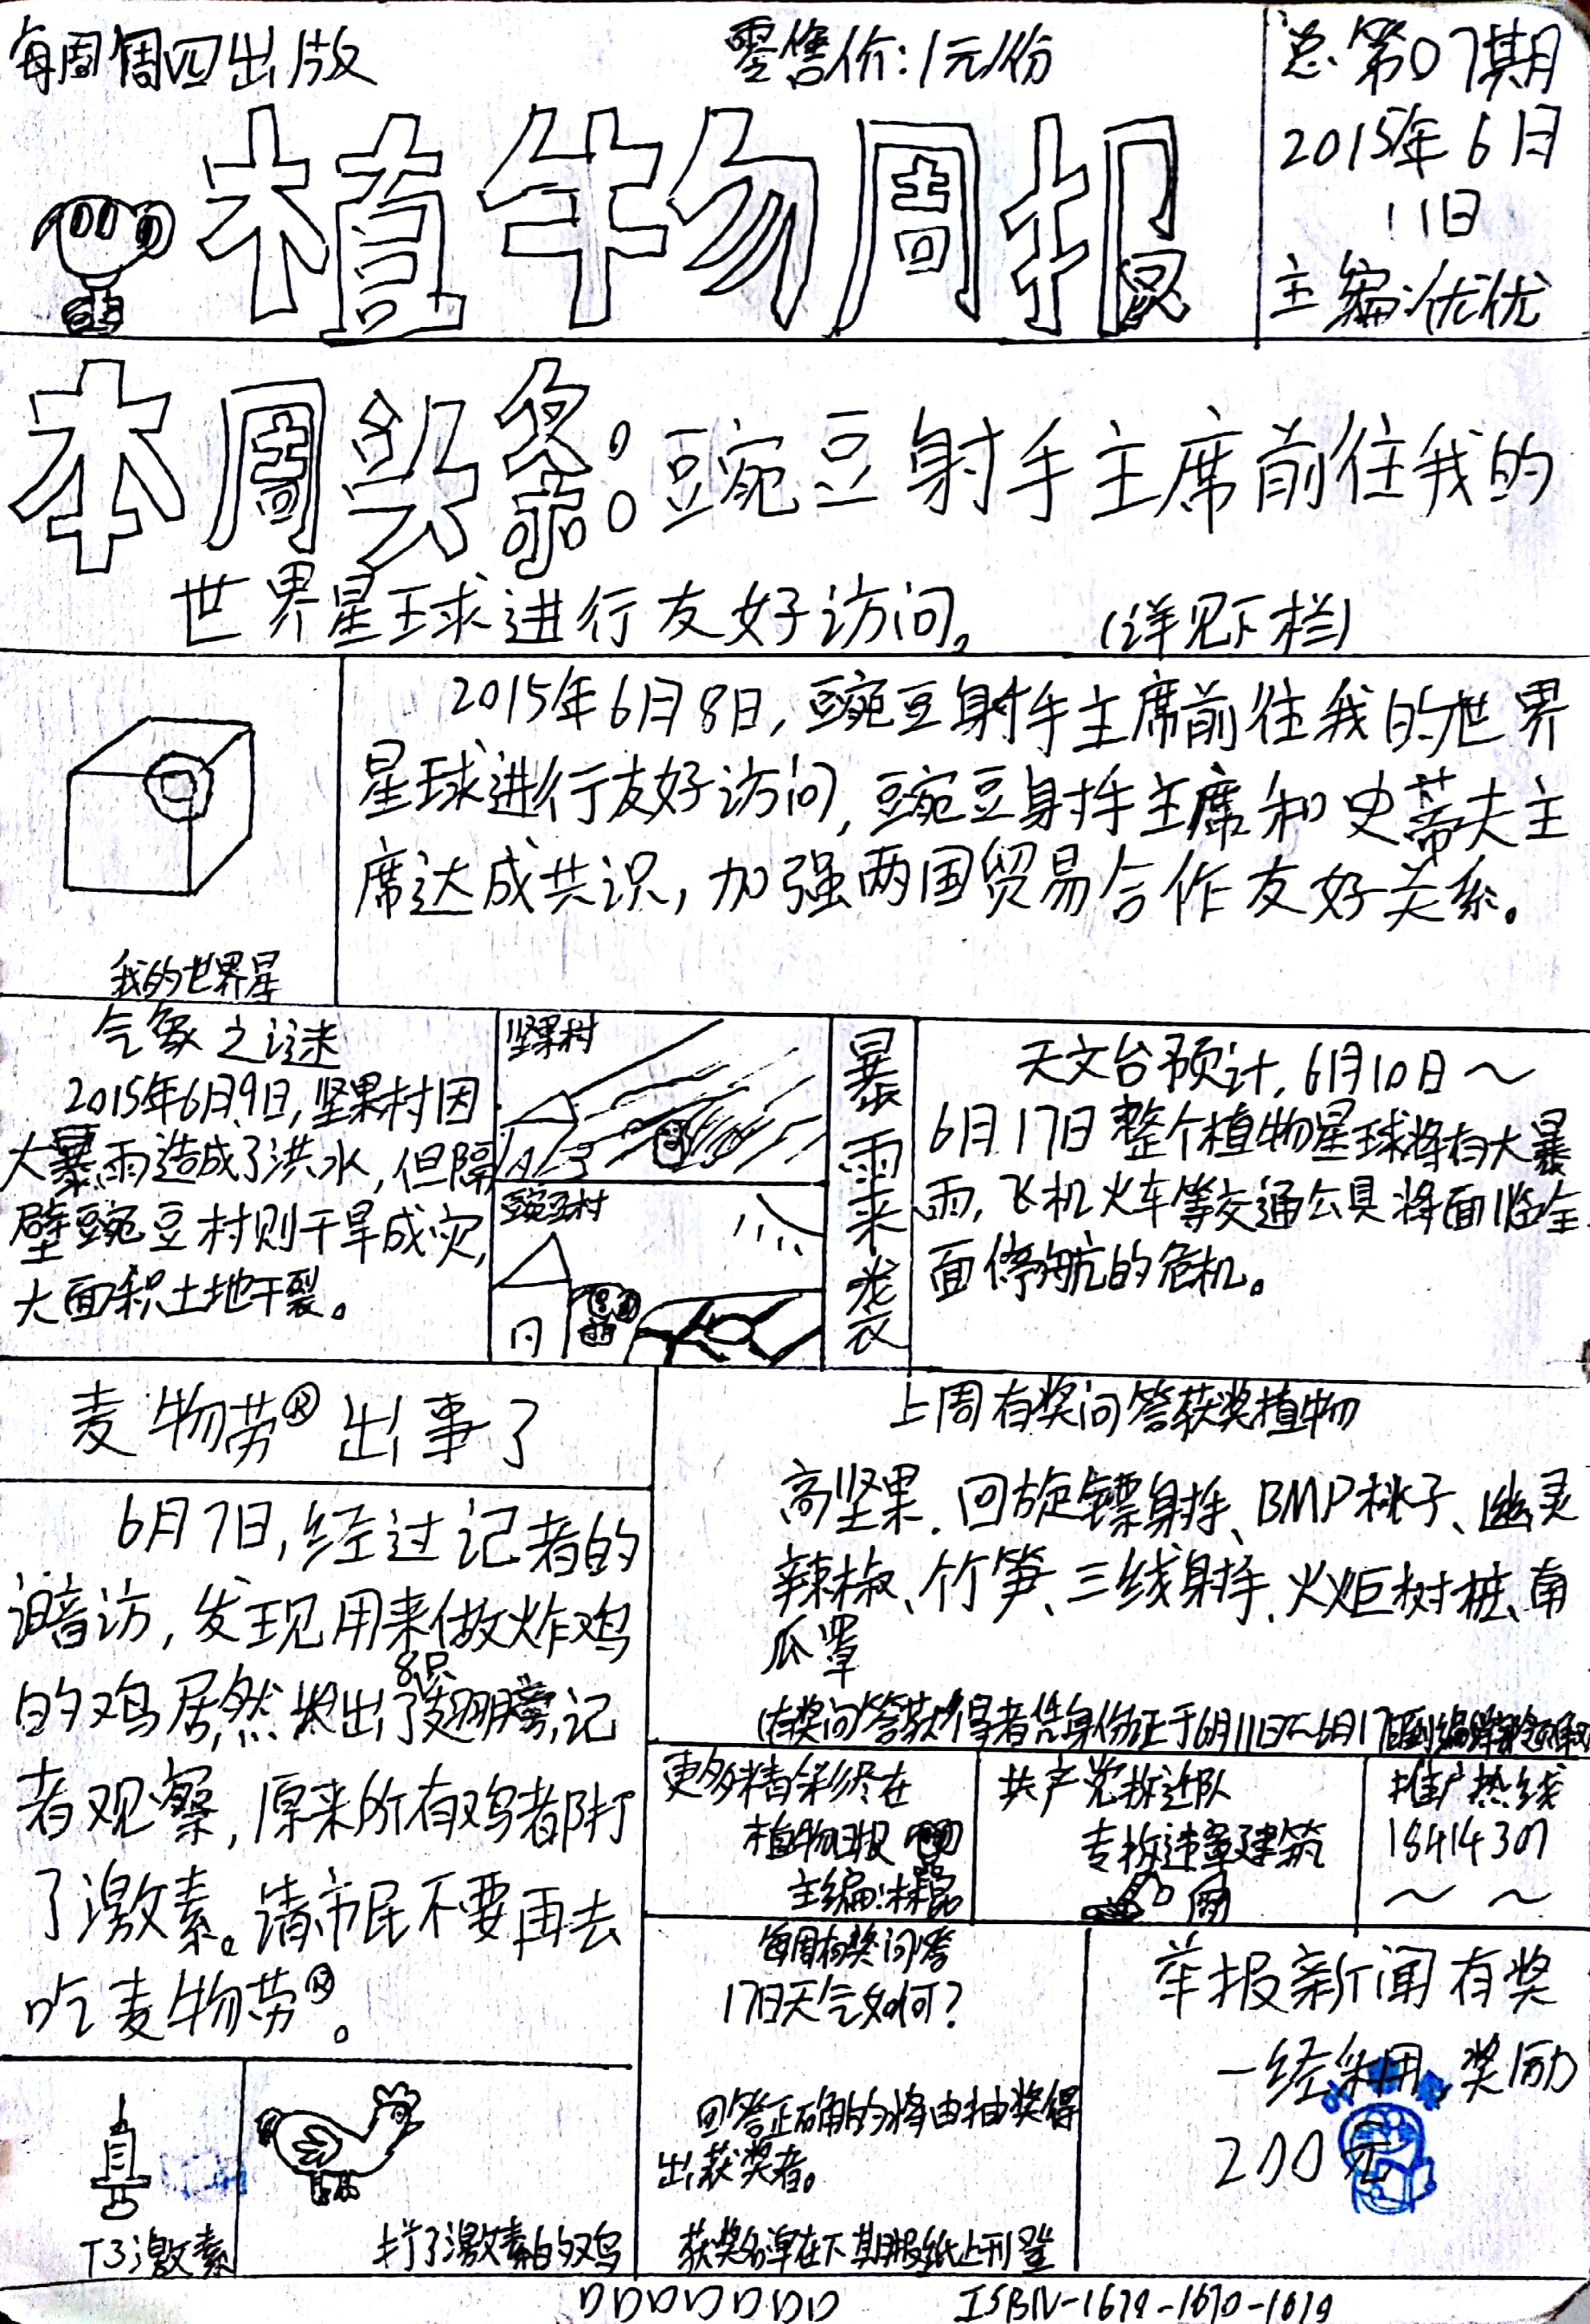 每周周四出版
零售价:1元/份
总第07期
2015年6月
11日
主编:优优
植物周报
本周头条:豌豆射手主席前往我的
世界星球进行友好访问。 (详见下栏)
2015年6月8日,豌豆射手主席前往我的世界
星球进行友好访问,豌豆射手主席和史蒂夫主
席达成共识,加强两国贸易合作友好关系。
我的世界星
气象之谜
2015年6月9日,坚果村因
大暴雨造成了洪水,但隔
壁豌豆村则干旱成灾,
大面积土地干裂。
坚果村
豌豆村
暴雨来袭
天文台预计,6月10日~
6月17日整个植物星球将有大暴
雨,飞机火车等交通公具将面临全
面停航的危机。
麦物劳® 出事了
6月7日,经过记者的
暗访,发现用来做炸鸡
的鸡居然长出了8只翅膀,记
者观察,原来所有鸡都打
了激素。请市民不要再去
吃麦物劳®。
T3激素
打了激素的鸡
上周有奖问答获奖植物
高坚果、回旋镖射手、BMP桃子、幽灵
辣椒、竹笋、三线射手、火炬树桩、南
瓜罩
(有奖问答获得者凭身份证于6月11日~6月17日到编辑部
更多精彩尽在
植物日报
主编:林昆
共产党拆迁队
专拆违章建筑
推广热线
18414307
~ ~
每周有奖问答
17日天气如何?
回答正确的将由抽奖得
出获奖者。
获奖名单在下期报纸上刊登
举报新闻有奖
一经采用,奖励
200元
ISBN-1679-1670-1619